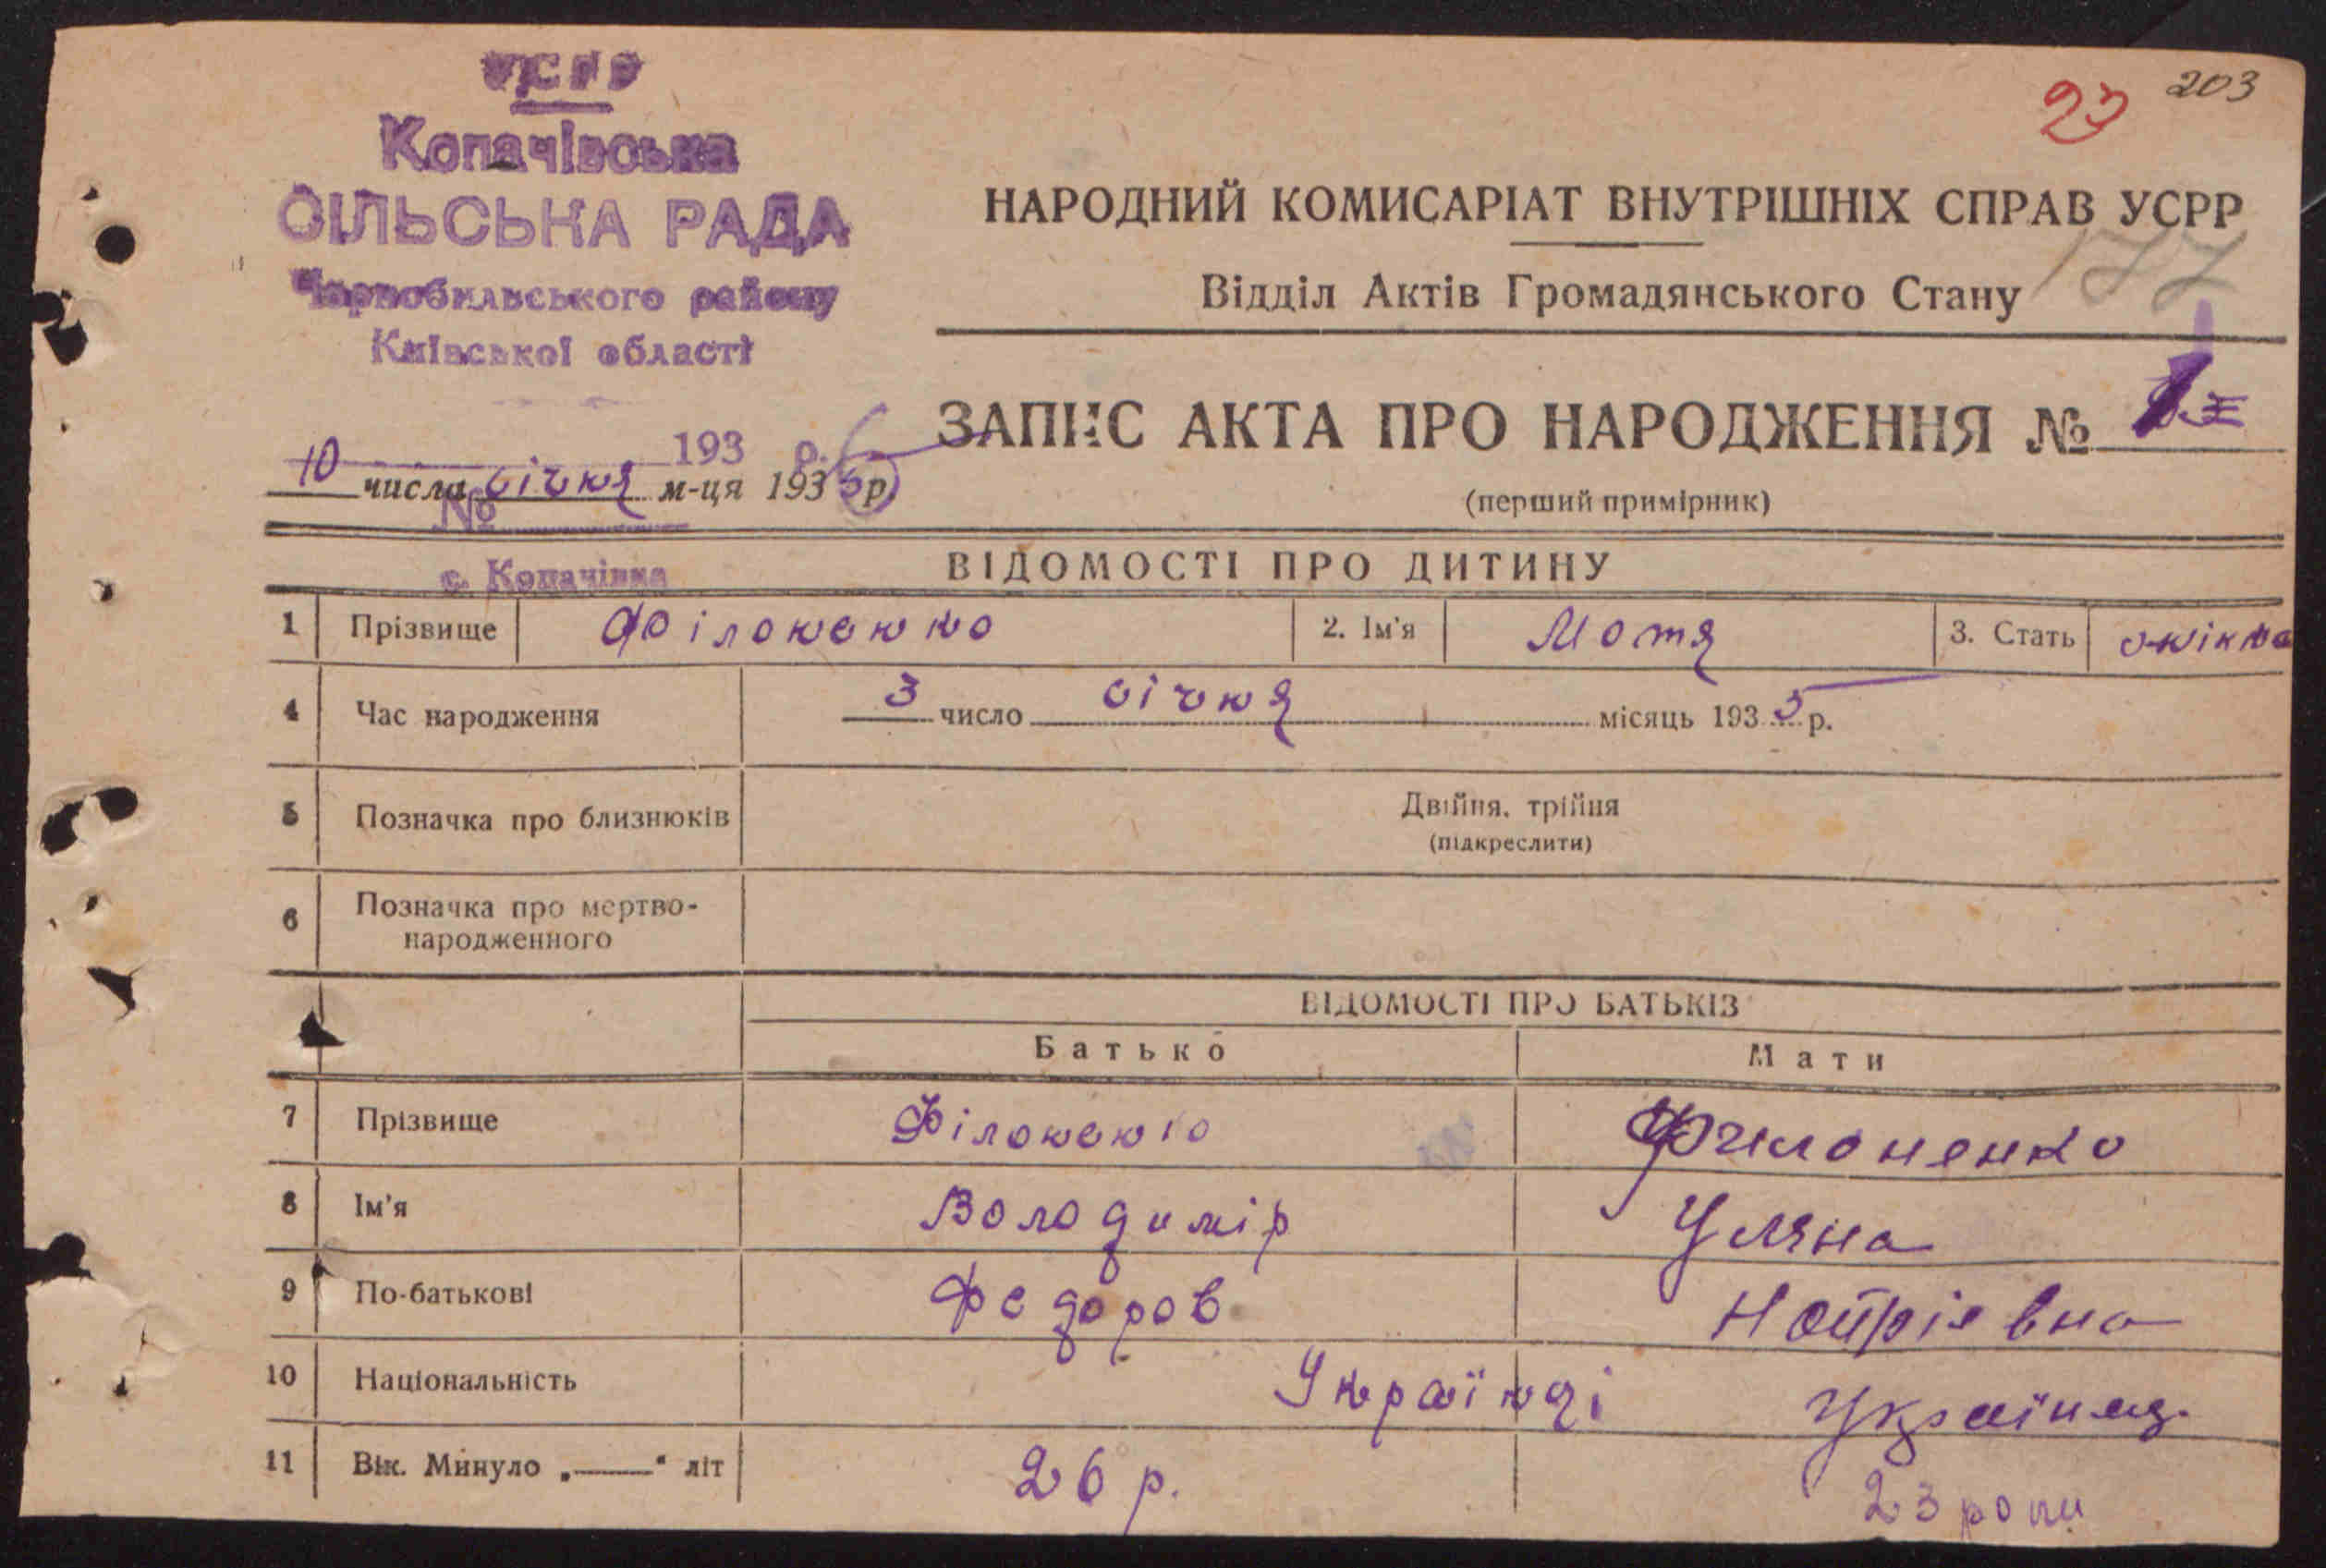 УСРР
Копачівська
СІЛЬСЬКА РАДА
Чорнобильського району
Київської області
193 р.
№
с. Копачівка
23 203
НАРОДНИЙ КОМИСАРІАТ ВНУТРІШНІХ СПРАВ УСРР
Відділ Актів Громадянського Стану
177
ЗАПИС АКТА ПРО НАРОДЖЕННЯ №
(перший примірник)
10 числа січня м-ця 1935 р.
ВІДОМОСТІ ПРО ДИТИНУ
1 Прізвище Філоненко 2. Ім'я Мотя 3. Стать жінка
4 Час народження 3 число січня місяць 1935 р.
5 Позначка про близнюків Двійня, трійня
(підкреслити)
6 Позначка про мертво-
народженного
ВІДОМОСТІ ПРО БАТЬКІВ
Батько Мати
7 Прізвище Філоненко Филоненко
8 Ім'я Володимір Уляна
9 По-батькові Федоров
10 Національність Українці
11 Вік. Минуло „——" літ 26 р. 23 роки